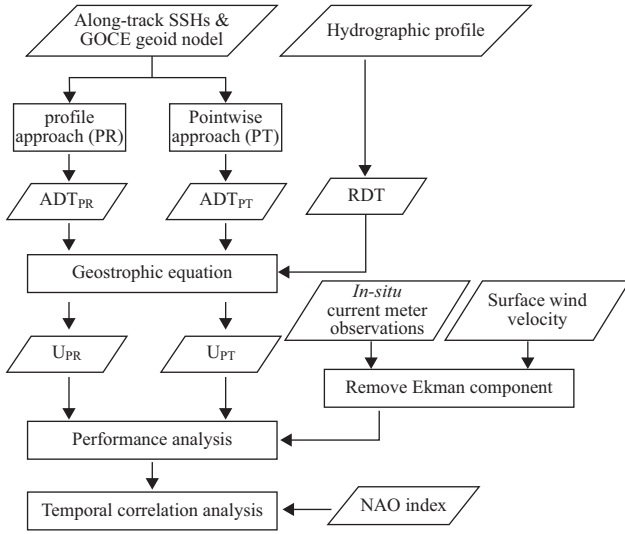 Along-track SSHs &
GOCE geoid nodel
Hydrographic profile
profile
approach (PR)
Pointwise
approach (PT)
ADTPR
ADTPT
RDT
Geostrophic equation
In-situ
current meter
observations
Surface wind
velocity
UPR
UPT
Remove Ekman component
Performance analysis
Temporal correlation analysis
NAO index